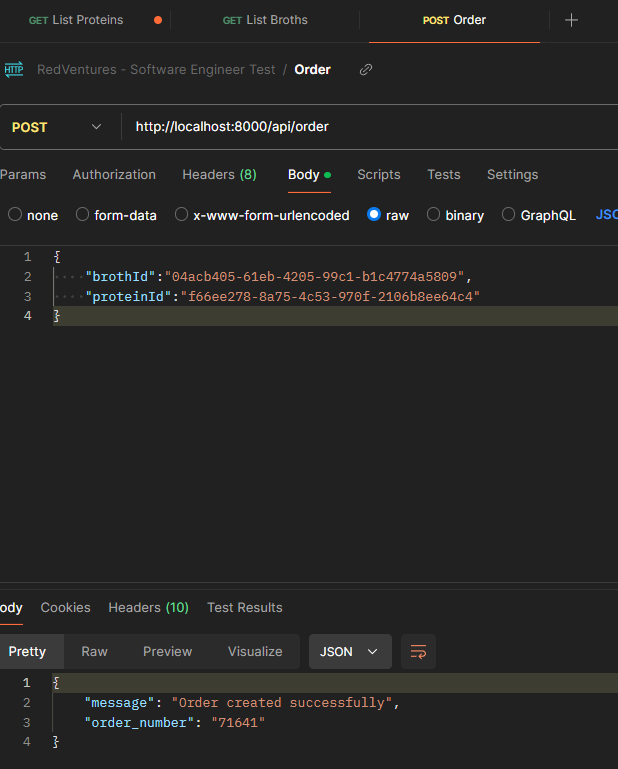 GET List Proteins GET List Broths POST Order
HTTP RedVentures - Software Engineer Test / Order
POST http://localhost:8000/api/order
Params Authorization Headers (8) Body Scripts Tests Settings
none form-data x-www-form-urlencoded raw binary GraphQL JSO
1 {
2 "brothId":"04acb405-61eb-4205-99c1-b1c4774a5809",
3 "proteinId":"f66ee278-8a75-4c53-970f-2106b8ee64c4"
4 }
ody Cookies Headers (10) Test Results
Pretty Raw Preview Visualize JSON
1 {
2 "message": "Order created successfully",
3 "order_number": "71641"
4 }